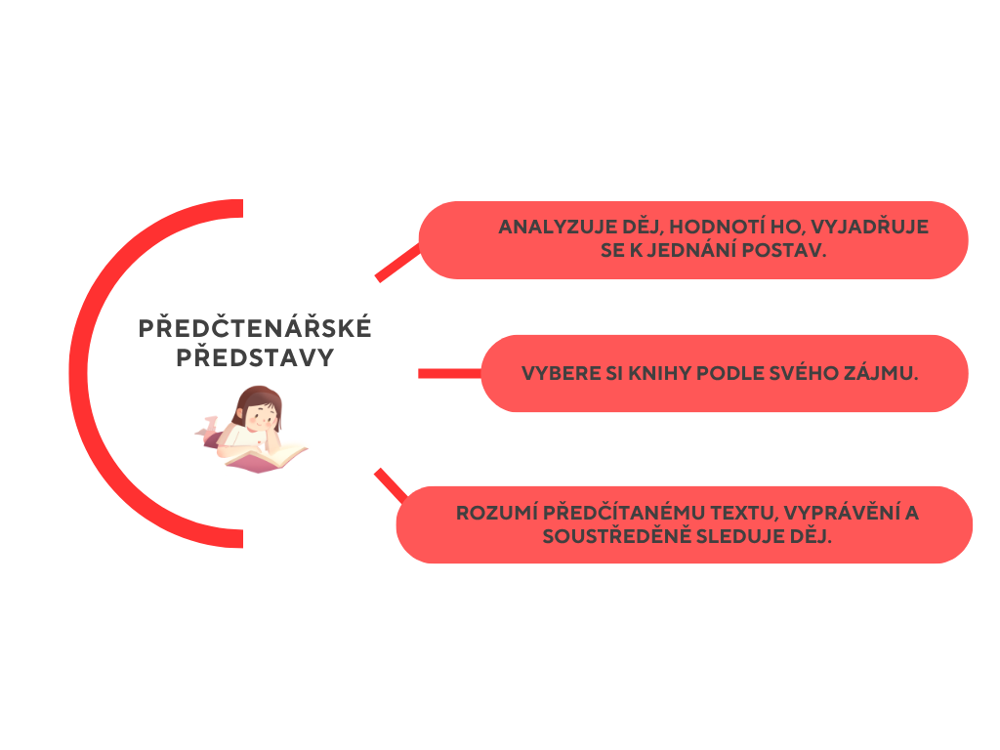 PŘEDČTENÁŘSKÉ
PŘEDSTAVY
ANALYZUJE DĚJ, HODNOTÍ HO, VYJADŘUJE
SE K JEDNÁNÍ POSTAV.
VYBERE SI KNIHY PODLE SVÉHO ZÁJMU.
ROZUMÍ PŘEDČÍTANÉMU TEXTU, VYPRÁVĚNÍ A
SOUSTŘEDĚNĚ SLEDUJE DĚJ.